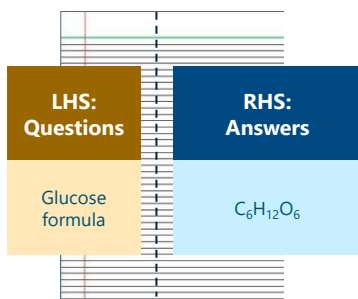 LHS:
Questions
RHS:
Answers
Glucose
formula
C₆H₁₂O₆